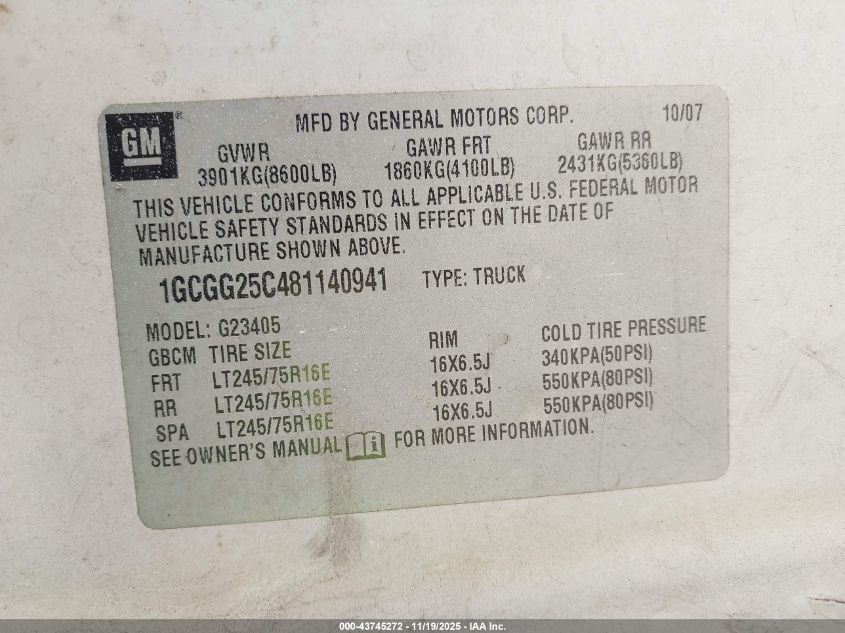 GM ® MFD BY GENERAL MOTORS CORP. 10/07
GVWR GAWR FRT GAWR RR
3901KG(8600LB) 1860KG(4100LB) 2431KG(5360LB)
THIS VEHICLE CONFORMS TO ALL APPLICABLE U.S. FEDERAL MOTOR
VEHICLE SAFETY STANDARDS IN EFFECT ON THE DATE OF
MANUFACTURE SHOWN ABOVE.
1GCGG25C481140941 TYPE: TRUCK
MODEL: G23405
GBCM TIRE SIZE RIM COLD TIRE PRESSURE
FRT LT245/75R16E 16X6.5J 340KPA(50PSI)
RR LT245/75R16E 16X6.5J 550KPA(80PSI)
SPA LT245/75R16E 16X6.5J 550KPA(80PSI)
SEE OWNER'S MANUAL i FOR MORE INFORMATION.
000-43745272 - 11/19/2025 - IAA Inc.